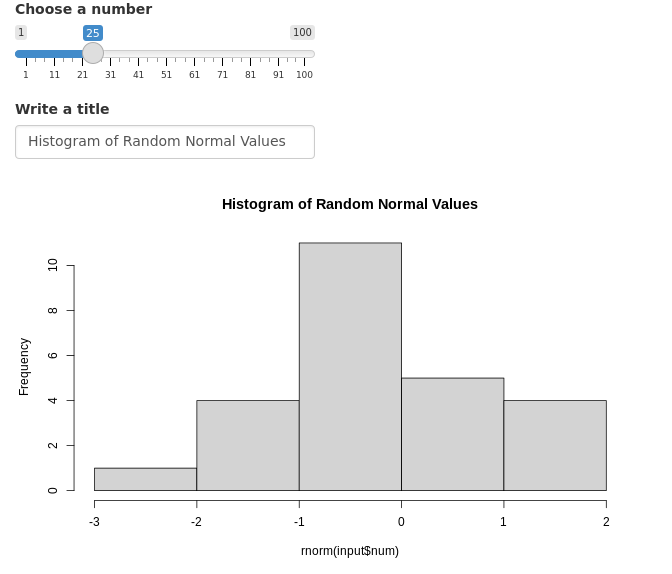 Choose a number
1 25 100
1 11 21 31 41 51 61 71 81 91 100
Write a title
Histogram of Random Normal Values
Histogram of Random Normal Values
Frequency
10
8
6
4
2
0
-3 -2 -1 0 1 2
rnorm(input$num)